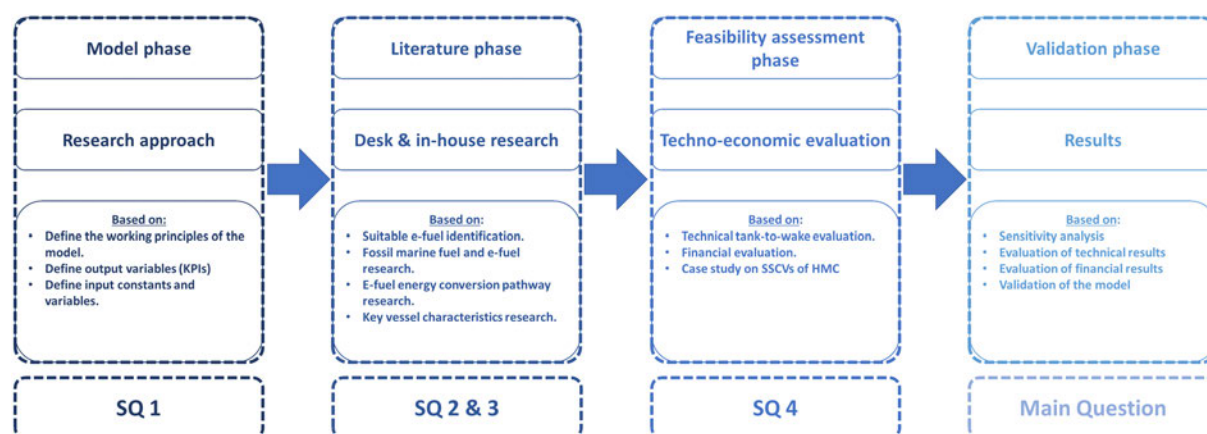 Model phase
Research approach
Based on:
• Define the working principles of the
model.
• Define output variables (KPIs)
• Define input constants and
variables.
SQ 1
Literature phase
Desk & in-house research
Based on:
• Suitable e-fuel identification.
• Fossil marine fuel and e-fuel
research.
• E-fuel energy conversion pathway
research.
• Key vessel characteristics research.
SQ 2 & 3
Feasibility assessment
phase
Techno-economic evaluation
Based on:
• Technical tank-to-wake evaluation.
• Financial evaluation.
• Case study on SSCVs of HMC
SQ 4
Validation phase
Results
Based on:
• Sensitivity analysis
• Evaluation of technical results
• Evaluation of financial results
• Validation of the model
Main Question